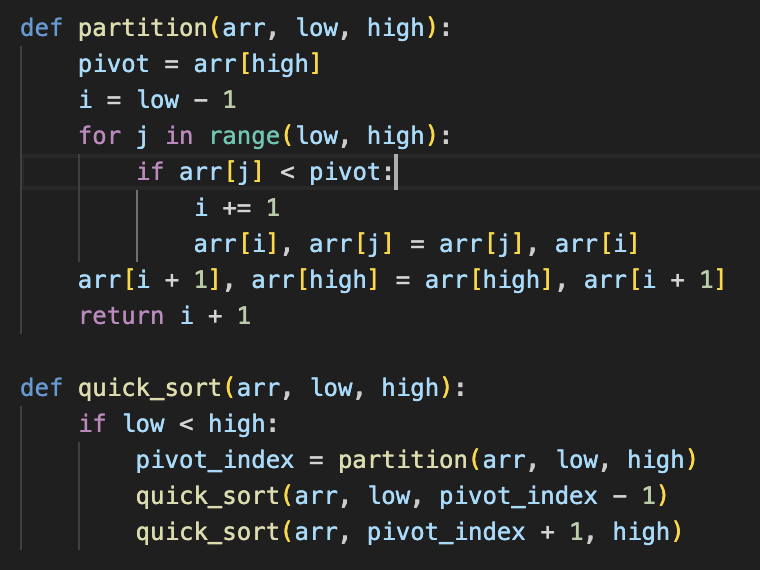 def partition(arr, low, high):
    pivot = arr[high]
    i = low - 1
    for j in range(low, high):
        if arr[j] < pivot:
            i += 1
            arr[i], arr[j] = arr[j], arr[i]
    arr[i + 1], arr[high] = arr[high], arr[i + 1]
    return i + 1

def quick_sort(arr, low, high):
    if low < high:
        pivot_index = partition(arr, low, high)
        quick_sort(arr, low, pivot_index - 1)
        quick_sort(arr, pivot_index + 1, high)